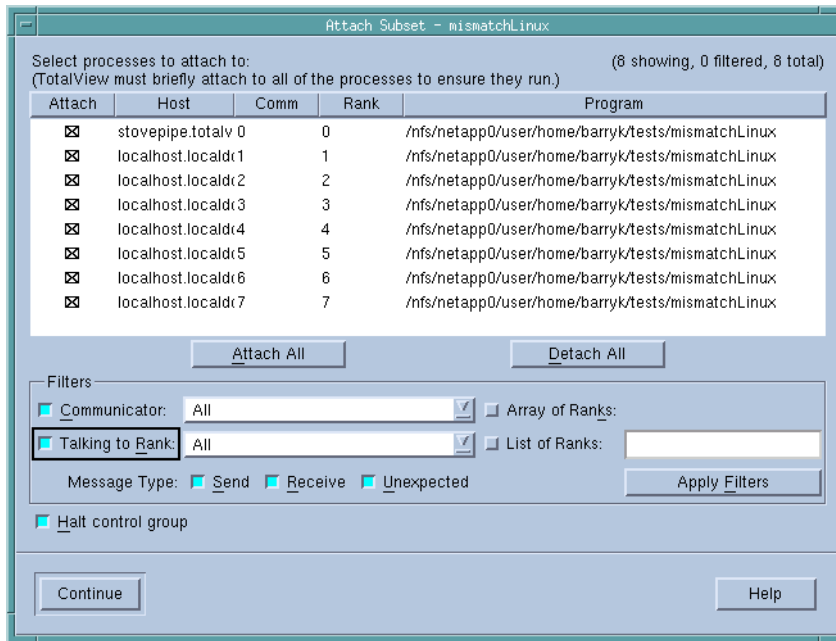 Attach Subset - mismatchLinux
Select processes to attach to: (8 showing, 0 filtered, 8 total)
(TotalView must briefly attach to all of the processes to ensure they run.)
Attach Host Comm Rank Program
stovepipe.totalv 0 0 /nfs/netapp0/user/home/barryk/tests/mismatchLinux
localhost.locald(1 1 /nfs/netapp0/user/home/barryk/tests/mismatchLinux
localhost.locald(2 2 /nfs/netapp0/user/home/barryk/tests/mismatchLinux
localhost.locald(3 3 /nfs/netapp0/user/home/barryk/tests/mismatchLinux
localhost.locald(4 4 /nfs/netapp0/user/home/barryk/tests/mismatchLinux
localhost.locald(5 5 /nfs/netapp0/user/home/barryk/tests/mismatchLinux
localhost.locald(6 6 /nfs/netapp0/user/home/barryk/tests/mismatchLinux
localhost.locald(7 7 /nfs/netapp0/user/home/barryk/tests/mismatchLinux
Attach All Detach All
Filters
Communicator: All Array of Ranks:
Talking to Rank: All List of Ranks:
Message Type: Send Receive Unexpected Apply Filters
Halt control group
Continue Help